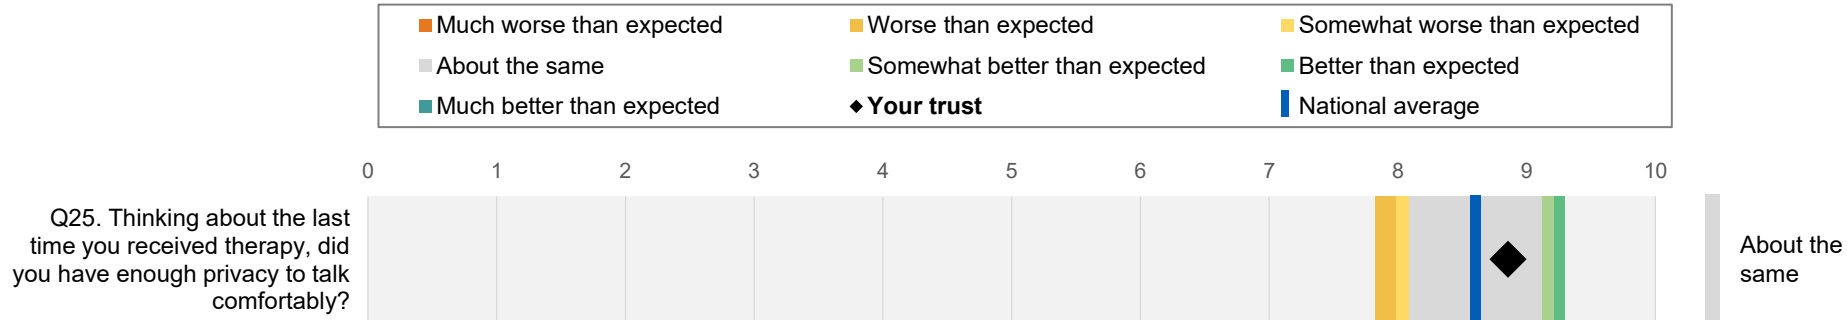 Much worse than expected
Worse than expected
Somewhat worse than expected
About the same
Somewhat better than expected
Better than expected
Much better than expected
Your trust
National average
0 1 2 3 4 5 6 7 8 9 10
Q25. Thinking about the last
time you received therapy, did
you have enough privacy to talk
comfortably?
About the
same